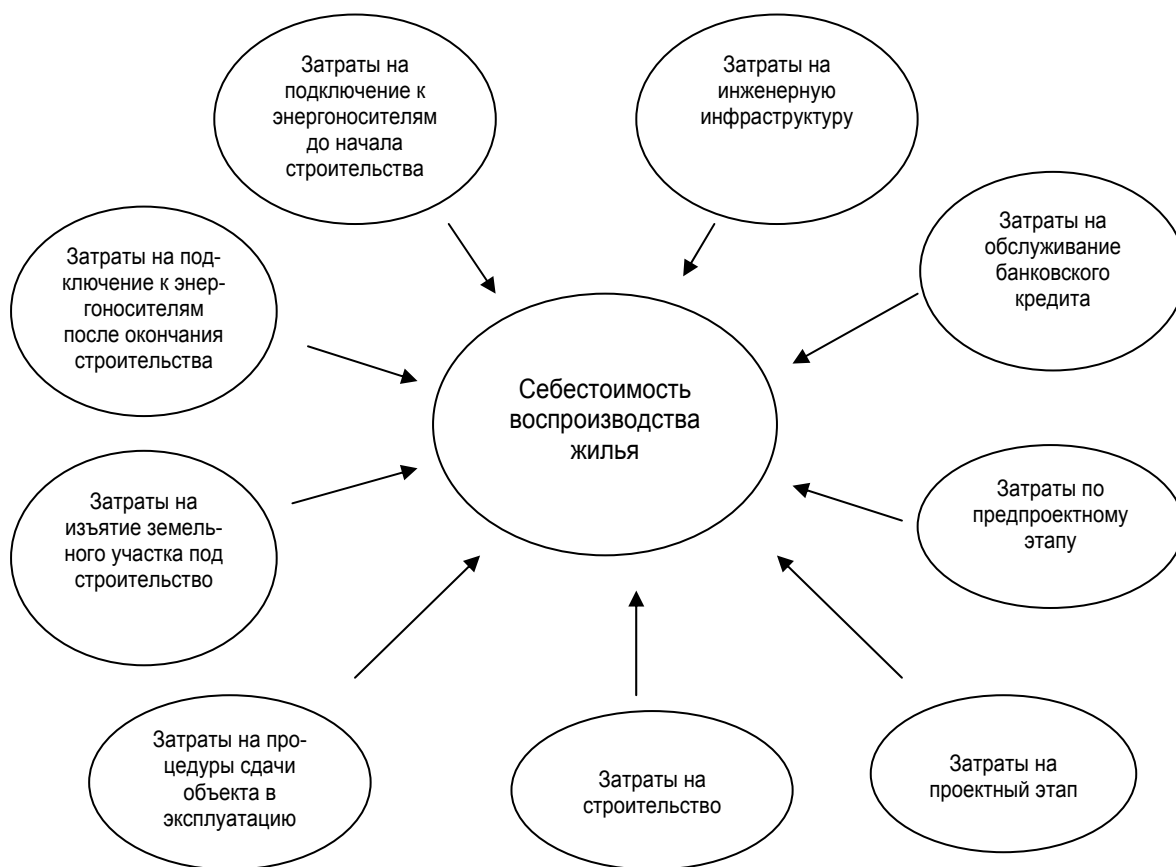 Затраты на
подключение к
энергоносителям
до начала
строительства
Затраты на
инженерную
инфраструктуру
Затраты на
обслуживание
банковского
кредита
Затраты на под-
ключение к энер-
гоносителям
после окончания
строительства
Себестоимость
воспроизводства
жилья
Затраты на
изъятие земель-
ного участка под
строительство
Затраты по
предпроектному
этапу
Затраты на про-
цедуры сдачи
объекта в
эксплуатацию
Затраты на
строительство
Затраты на
проектный этап